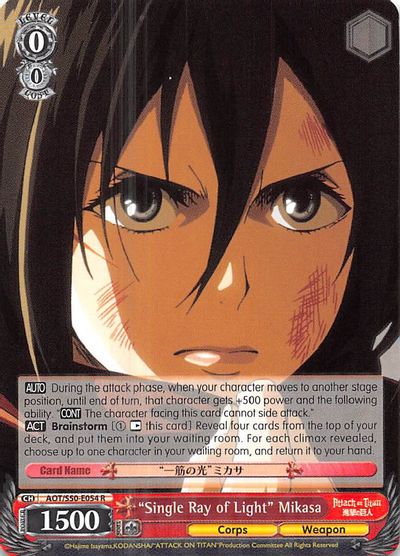 LEVEL
0
0
COST
AUTO During the attack phase, when your character moves to another stage
position, until end of turn, that character gets +500 power and the following
ability. "CONT The character facing this card cannot side attack."
ACT Brainstorm [① this card] Reveal four cards from the top of your
deck, and put them into your waiting room. For each climax revealed,
choose up to one character in your waiting room, and return it to your hand.
Card Name "一筋の光"ミカサ
CH AOT/S50-E054 R
"Single Ray of Light" Mikasa
Attack on Titan
進撃の巨人
POWER
1500
Corps Weapon
©Hajime Isayama,KODANSHA/"ATTACK ON TITAN"Production Committee.